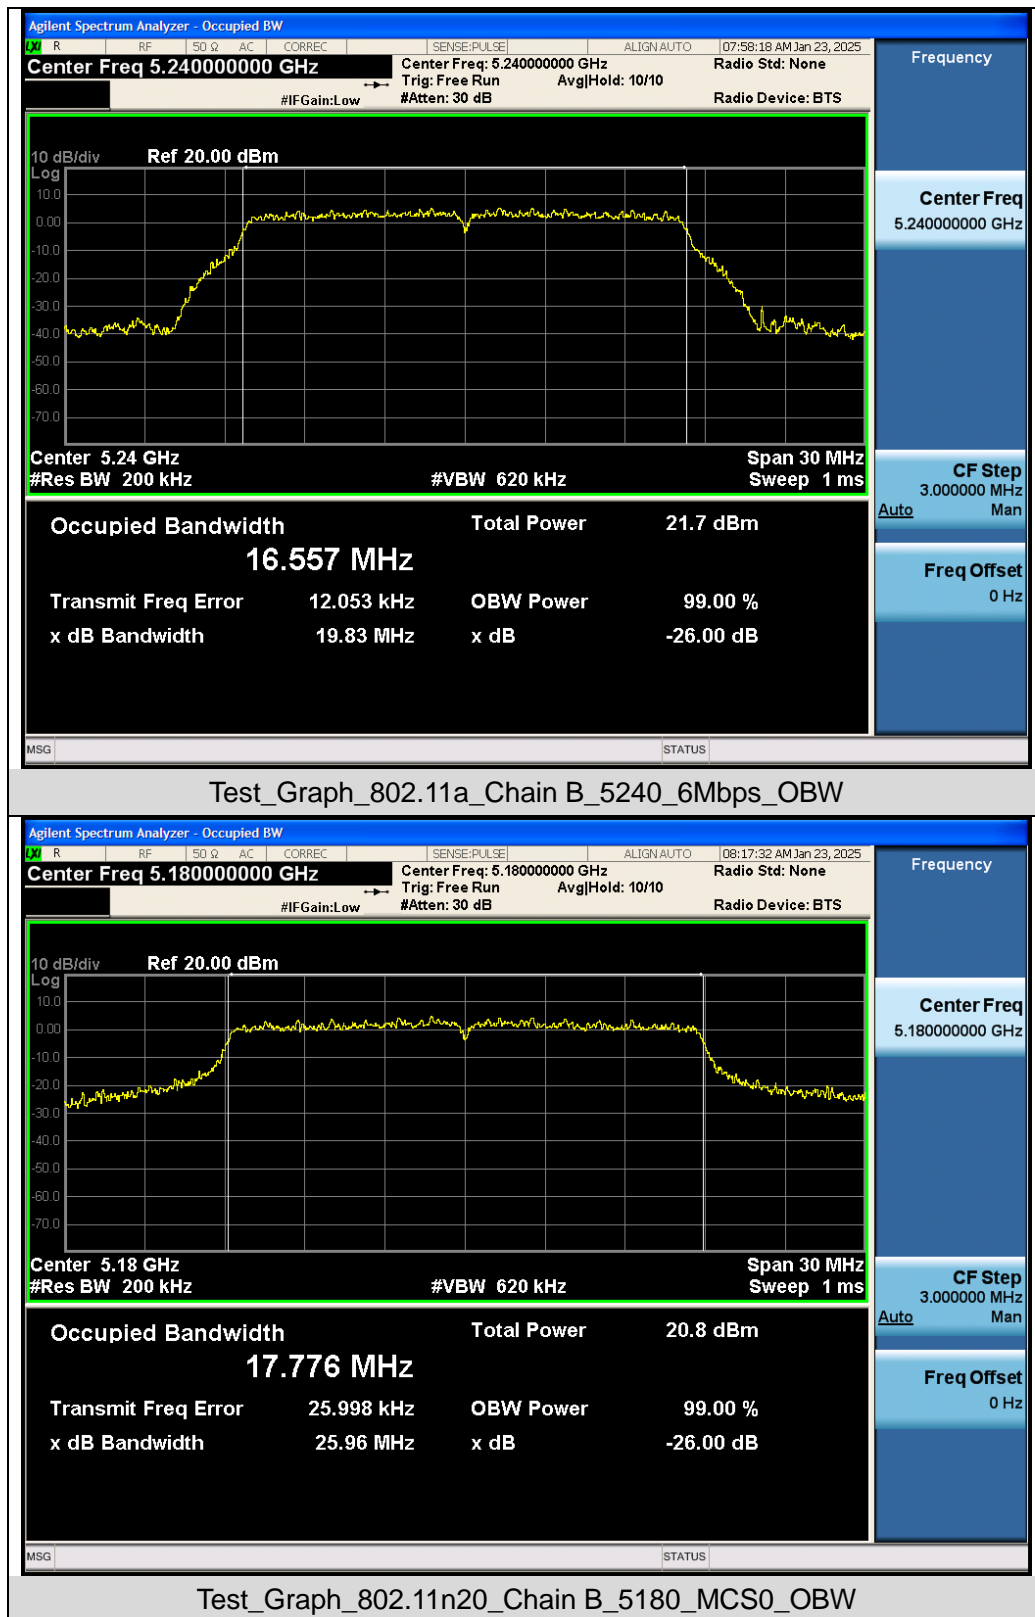 Agilent Spectrum Analyzer - Occupied BW
LXI R RF 50 Ω AC CORREC SENSE:PULSE ALIGN AUTO 07:58:18 AM Jan 23, 2025
Center Freq 5.240000000 GHz
Center Freq: 5.240000000 GHz
Radio Std: None
Trig: Free Run Avg|Hold: 10/10
#IFGain:Low
#Atten: 30 dB
Radio Device: BTS
10 dB/div Ref 20.00 dBm
Log
10.0
0.00
-10.0
-20.0
-30.0
-40.0
-50.0
-60.0
-70.0
Center 5.24 GHz Span 30 MHz
#Res BW 200 kHz #VBW 620 kHz Sweep 1 ms
Occupied Bandwidth Total Power 21.7 dBm
16.557 MHz
Transmit Freq Error 12.053 kHz OBW Power 99.00 %
x dB Bandwidth 19.83 MHz x dB -26.00 dB
MSG STATUS
Frequency
Center Freq
5.240000000 GHz
CF Step
3.000000 MHz
Auto Man
Freq Offset
0 Hz
Test_Graph_802.11a_Chain B_5240_6Mbps_OBW
Agilent Spectrum Analyzer - Occupied BW
LXI R RF 50 Ω AC CORREC SENSE:PULSE ALIGN AUTO 08:17:32 AM Jan 23, 2025
Center Freq 5.180000000 GHz
Center Freq: 5.180000000 GHz
Radio Std: None
Trig: Free Run Avg|Hold: 10/10
#IFGain:Low
#Atten: 30 dB
Radio Device: BTS
10 dB/div Ref 20.00 dBm
Log
10.0
0.00
-10.0
-20.0
-30.0
-40.0
-50.0
-60.0
-70.0
Center 5.18 GHz Span 30 MHz
#Res BW 200 kHz #VBW 620 kHz Sweep 1 ms
Occupied Bandwidth Total Power 20.8 dBm
17.776 MHz
Transmit Freq Error 25.998 kHz OBW Power 99.00 %
x dB Bandwidth 25.96 MHz x dB -26.00 dB
MSG STATUS
Frequency
Center Freq
5.180000000 GHz
CF Step
3.000000 MHz
Auto Man
Freq Offset
0 Hz
Test_Graph_802.11n20_Chain B_5180_MCS0_OBW